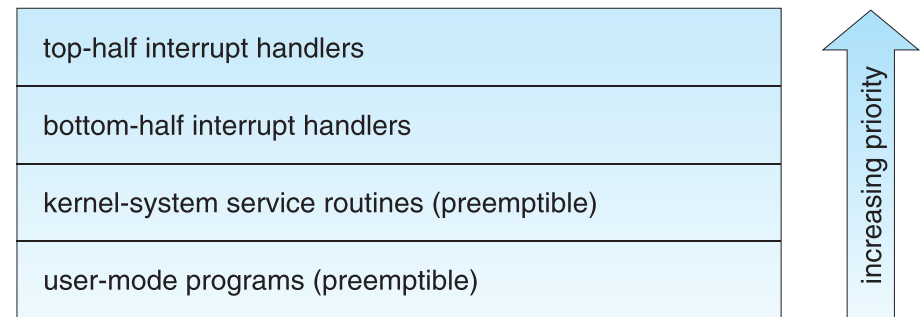 top-half interrupt handlers
bottom-half interrupt handlers
kernel-system service routines (preemptible)
user-mode programs (preemptible)
increasing priority